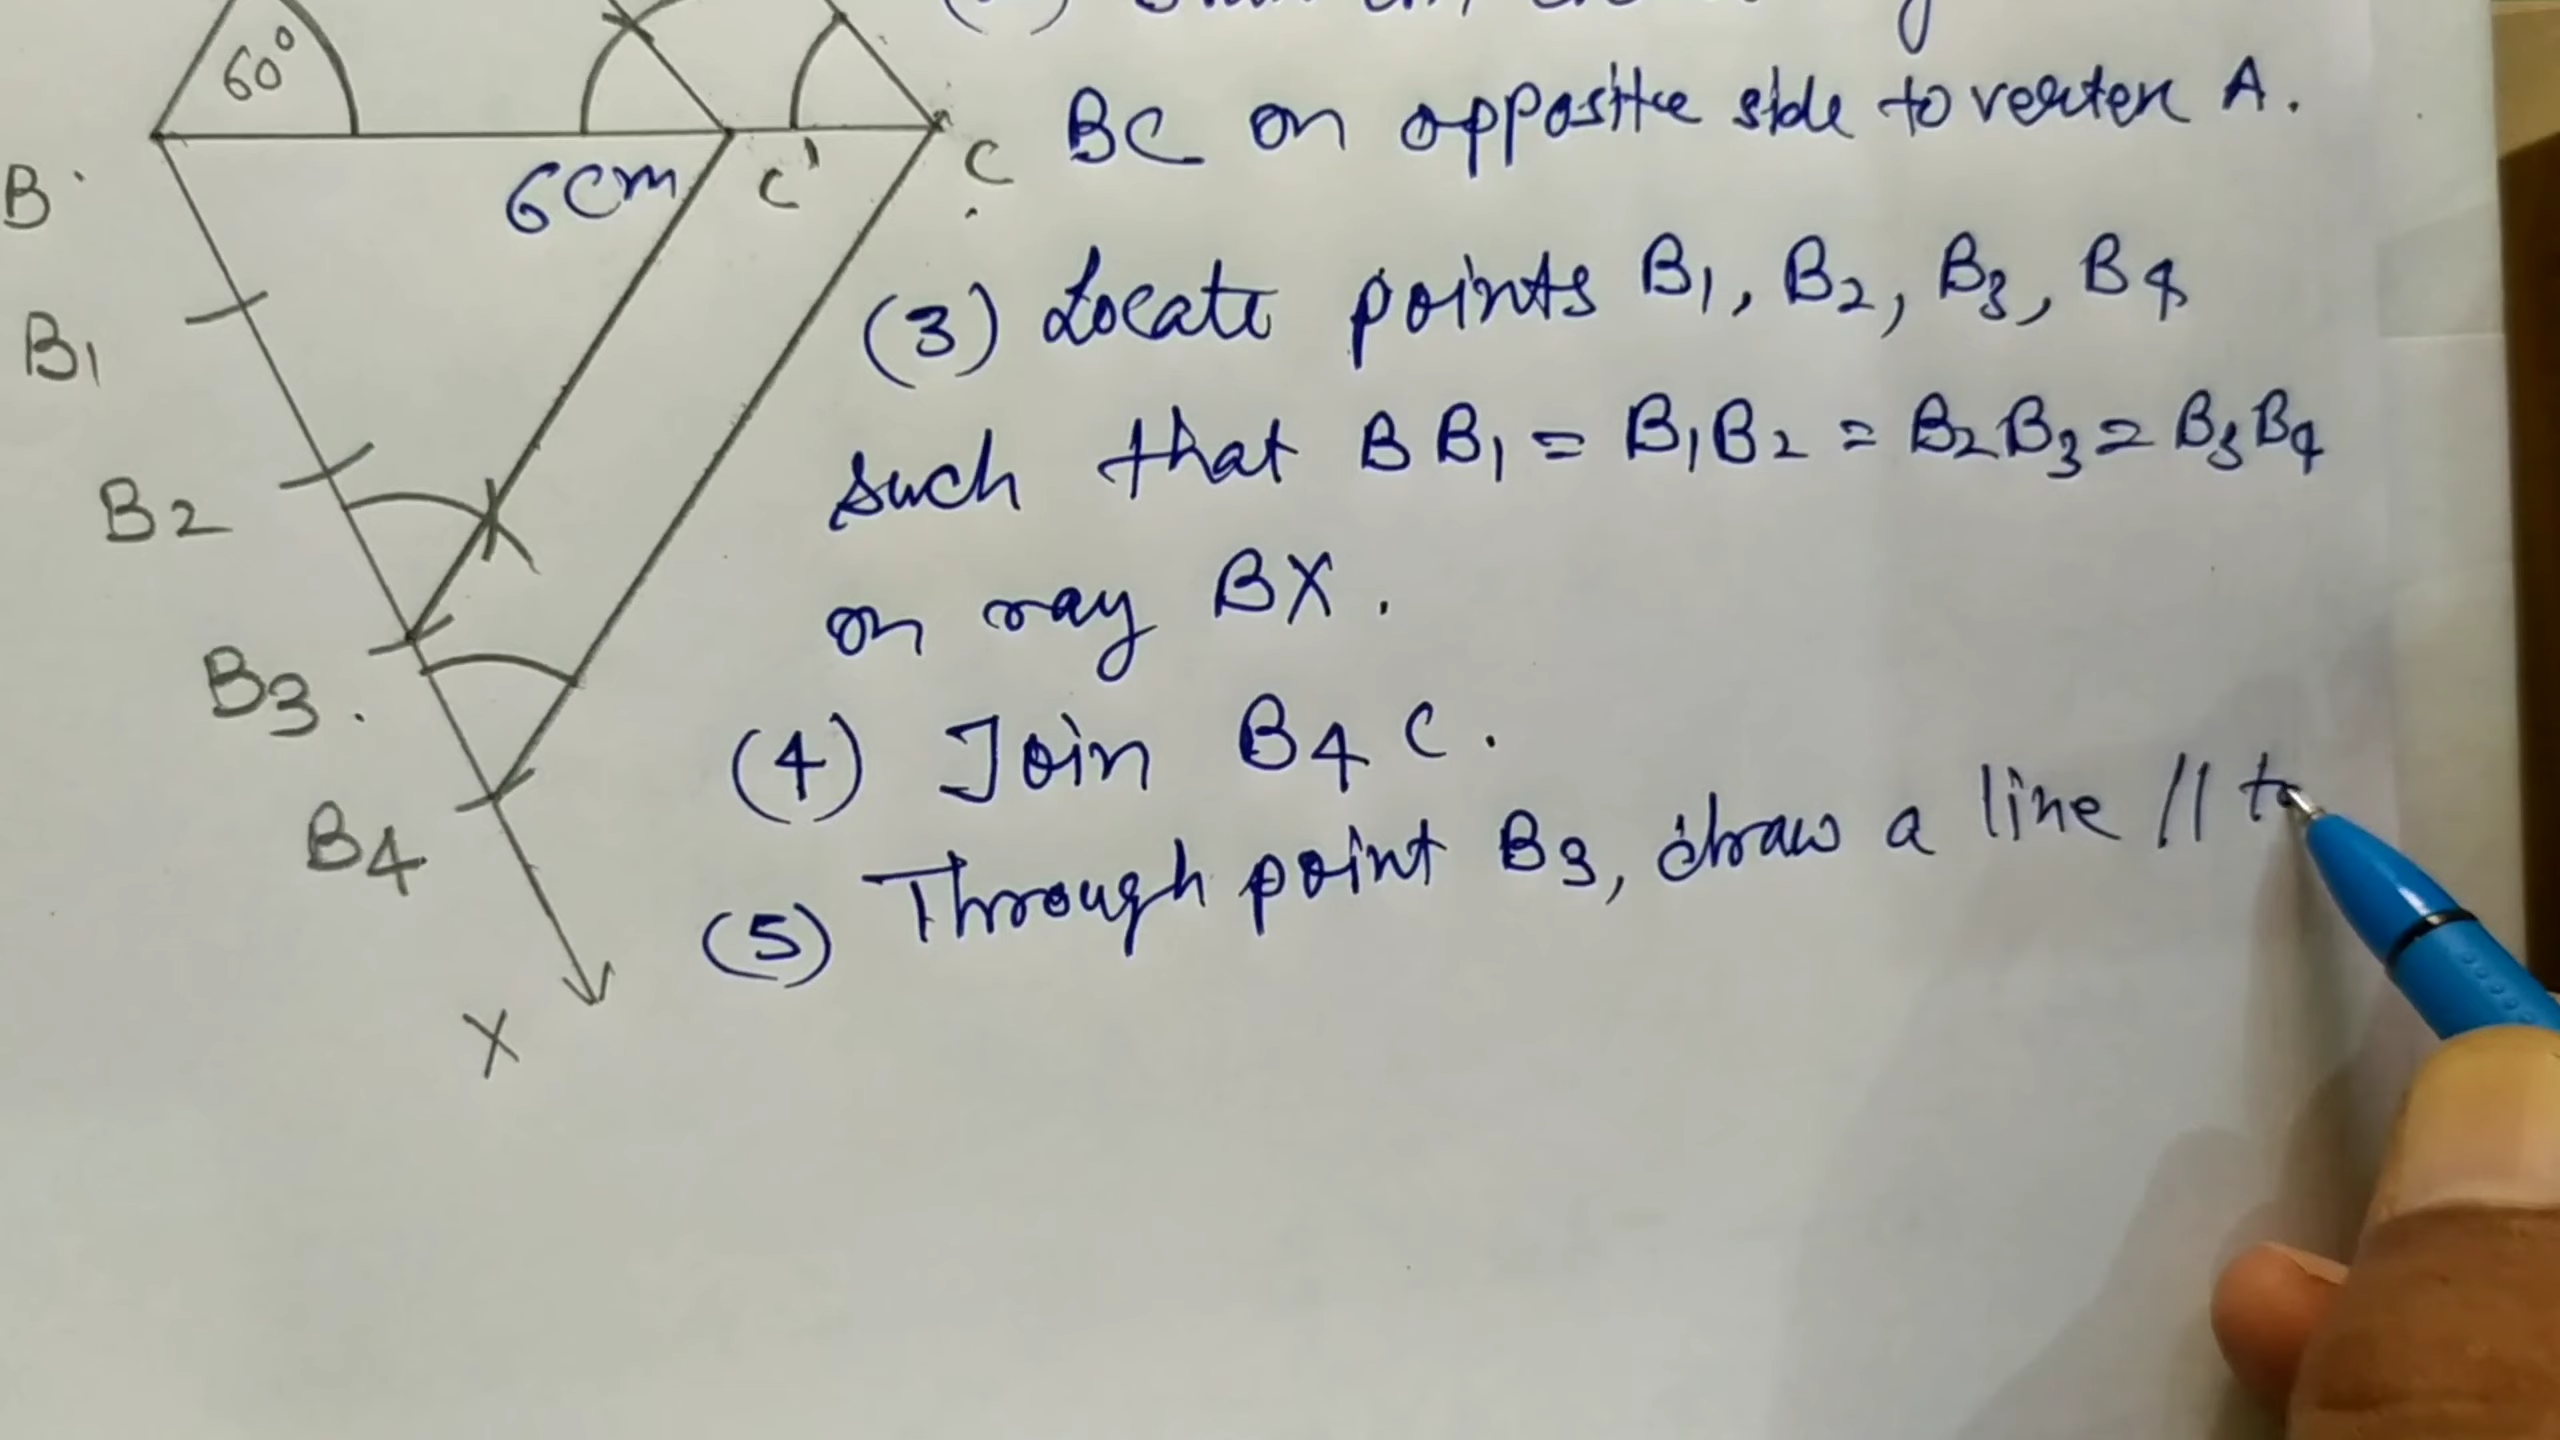 60°
B
6cm
C'
C
BC on opposite side to vertex A.
B1
(3) Locate points B1, B2, B3, B4
such that BB1 = B1B2 = B2B3 = B3B4
B2
on ray BX.
B3.
(4) Join B4C.
B4
(5) Through point B3, draw a line // to
X